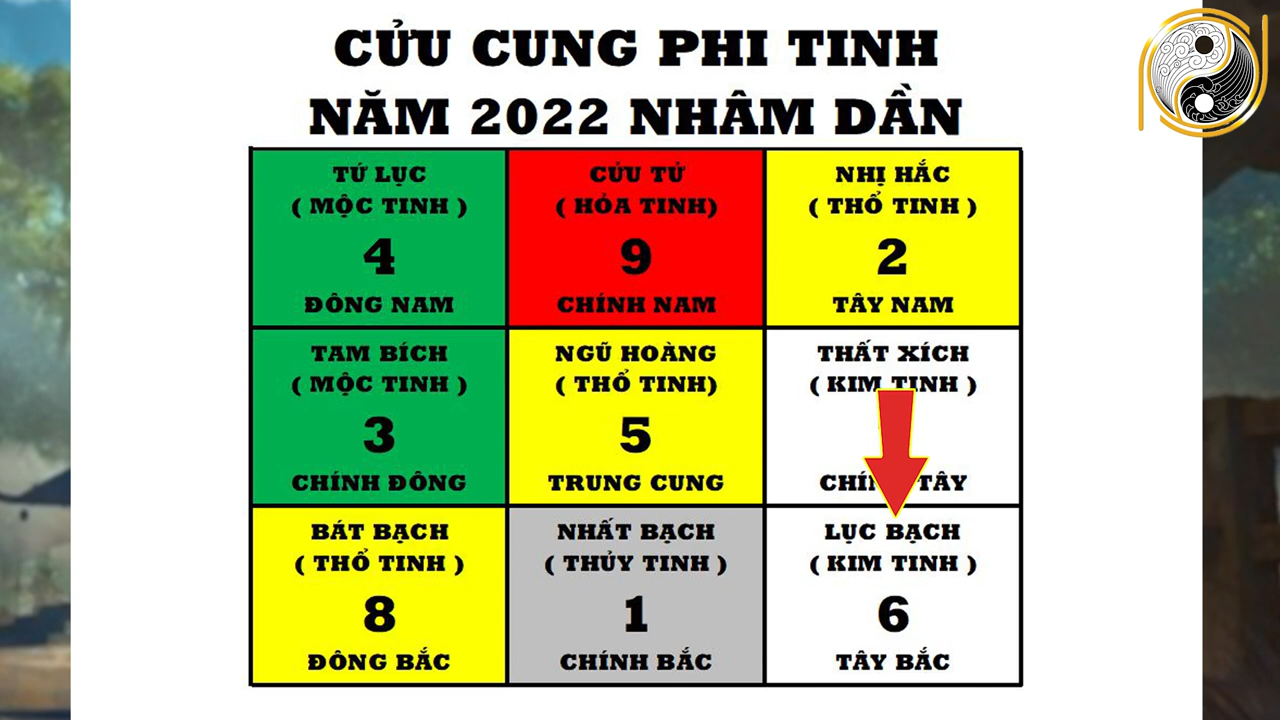 CỬU CUNG PHI TINH
NĂM 2022 NHÂM DẦN
TỨ LỤC
( MỘC TINH )
4
ĐÔNG NAM
CỬU TỬ
( HỎA TINH)
9
CHÍNH NAM
NHỊ HẮC
( THỔ TINH )
2
TÂY NAM
TAM BÍCH
( MỘC TINH )
3
CHÍNH ĐÔNG
NGŨ HOÀNG
( THỔ TINH)
5
TRUNG CUNG
THẤT XÍCH
( KIM TINH )
TÂY
BÁT BẠCH
( THỔ TINH )
8
ĐÔNG BẮC
NHẤT BẠCH
( THỦY TINH )
1
CHÍNH BẮC
LỤC BẠCH
( KIM TINH )
6
TÂY BẮC